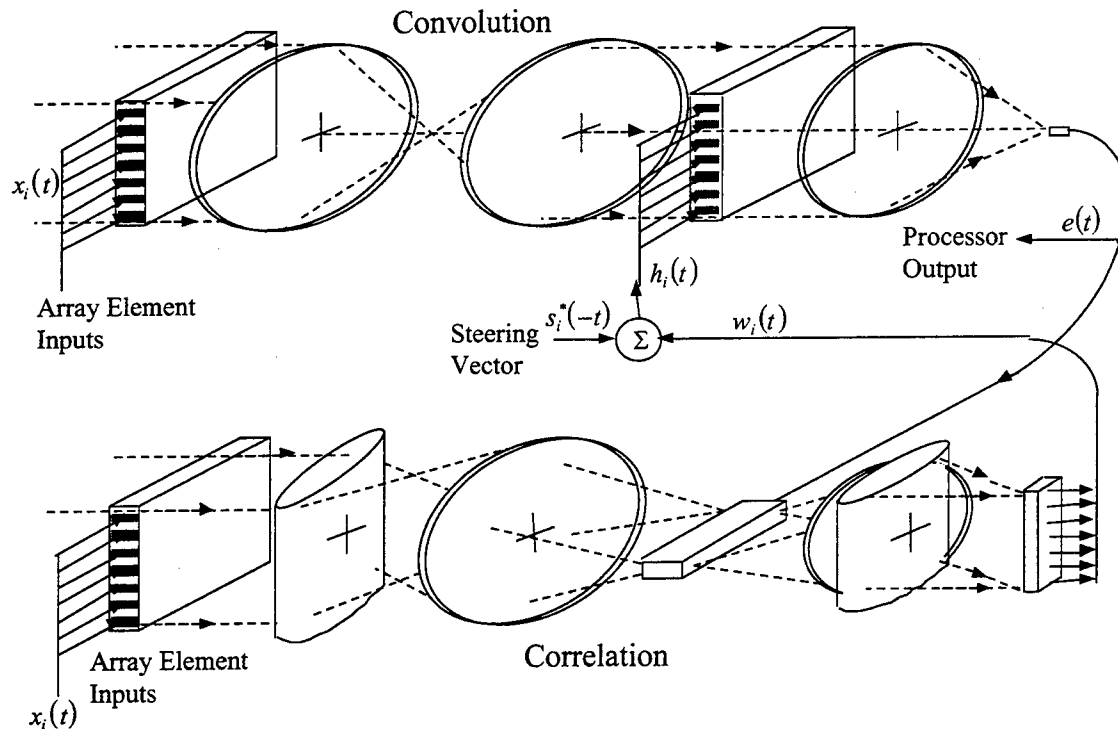 Convolution
x_i(t)
Array Element
Inputs
h_i(t)
Processor
Output
e(t)
Steering
Vector
s_i^*(-t)
Σ
w_i(t)
Array Element
Inputs
x_i(t)
Correlation